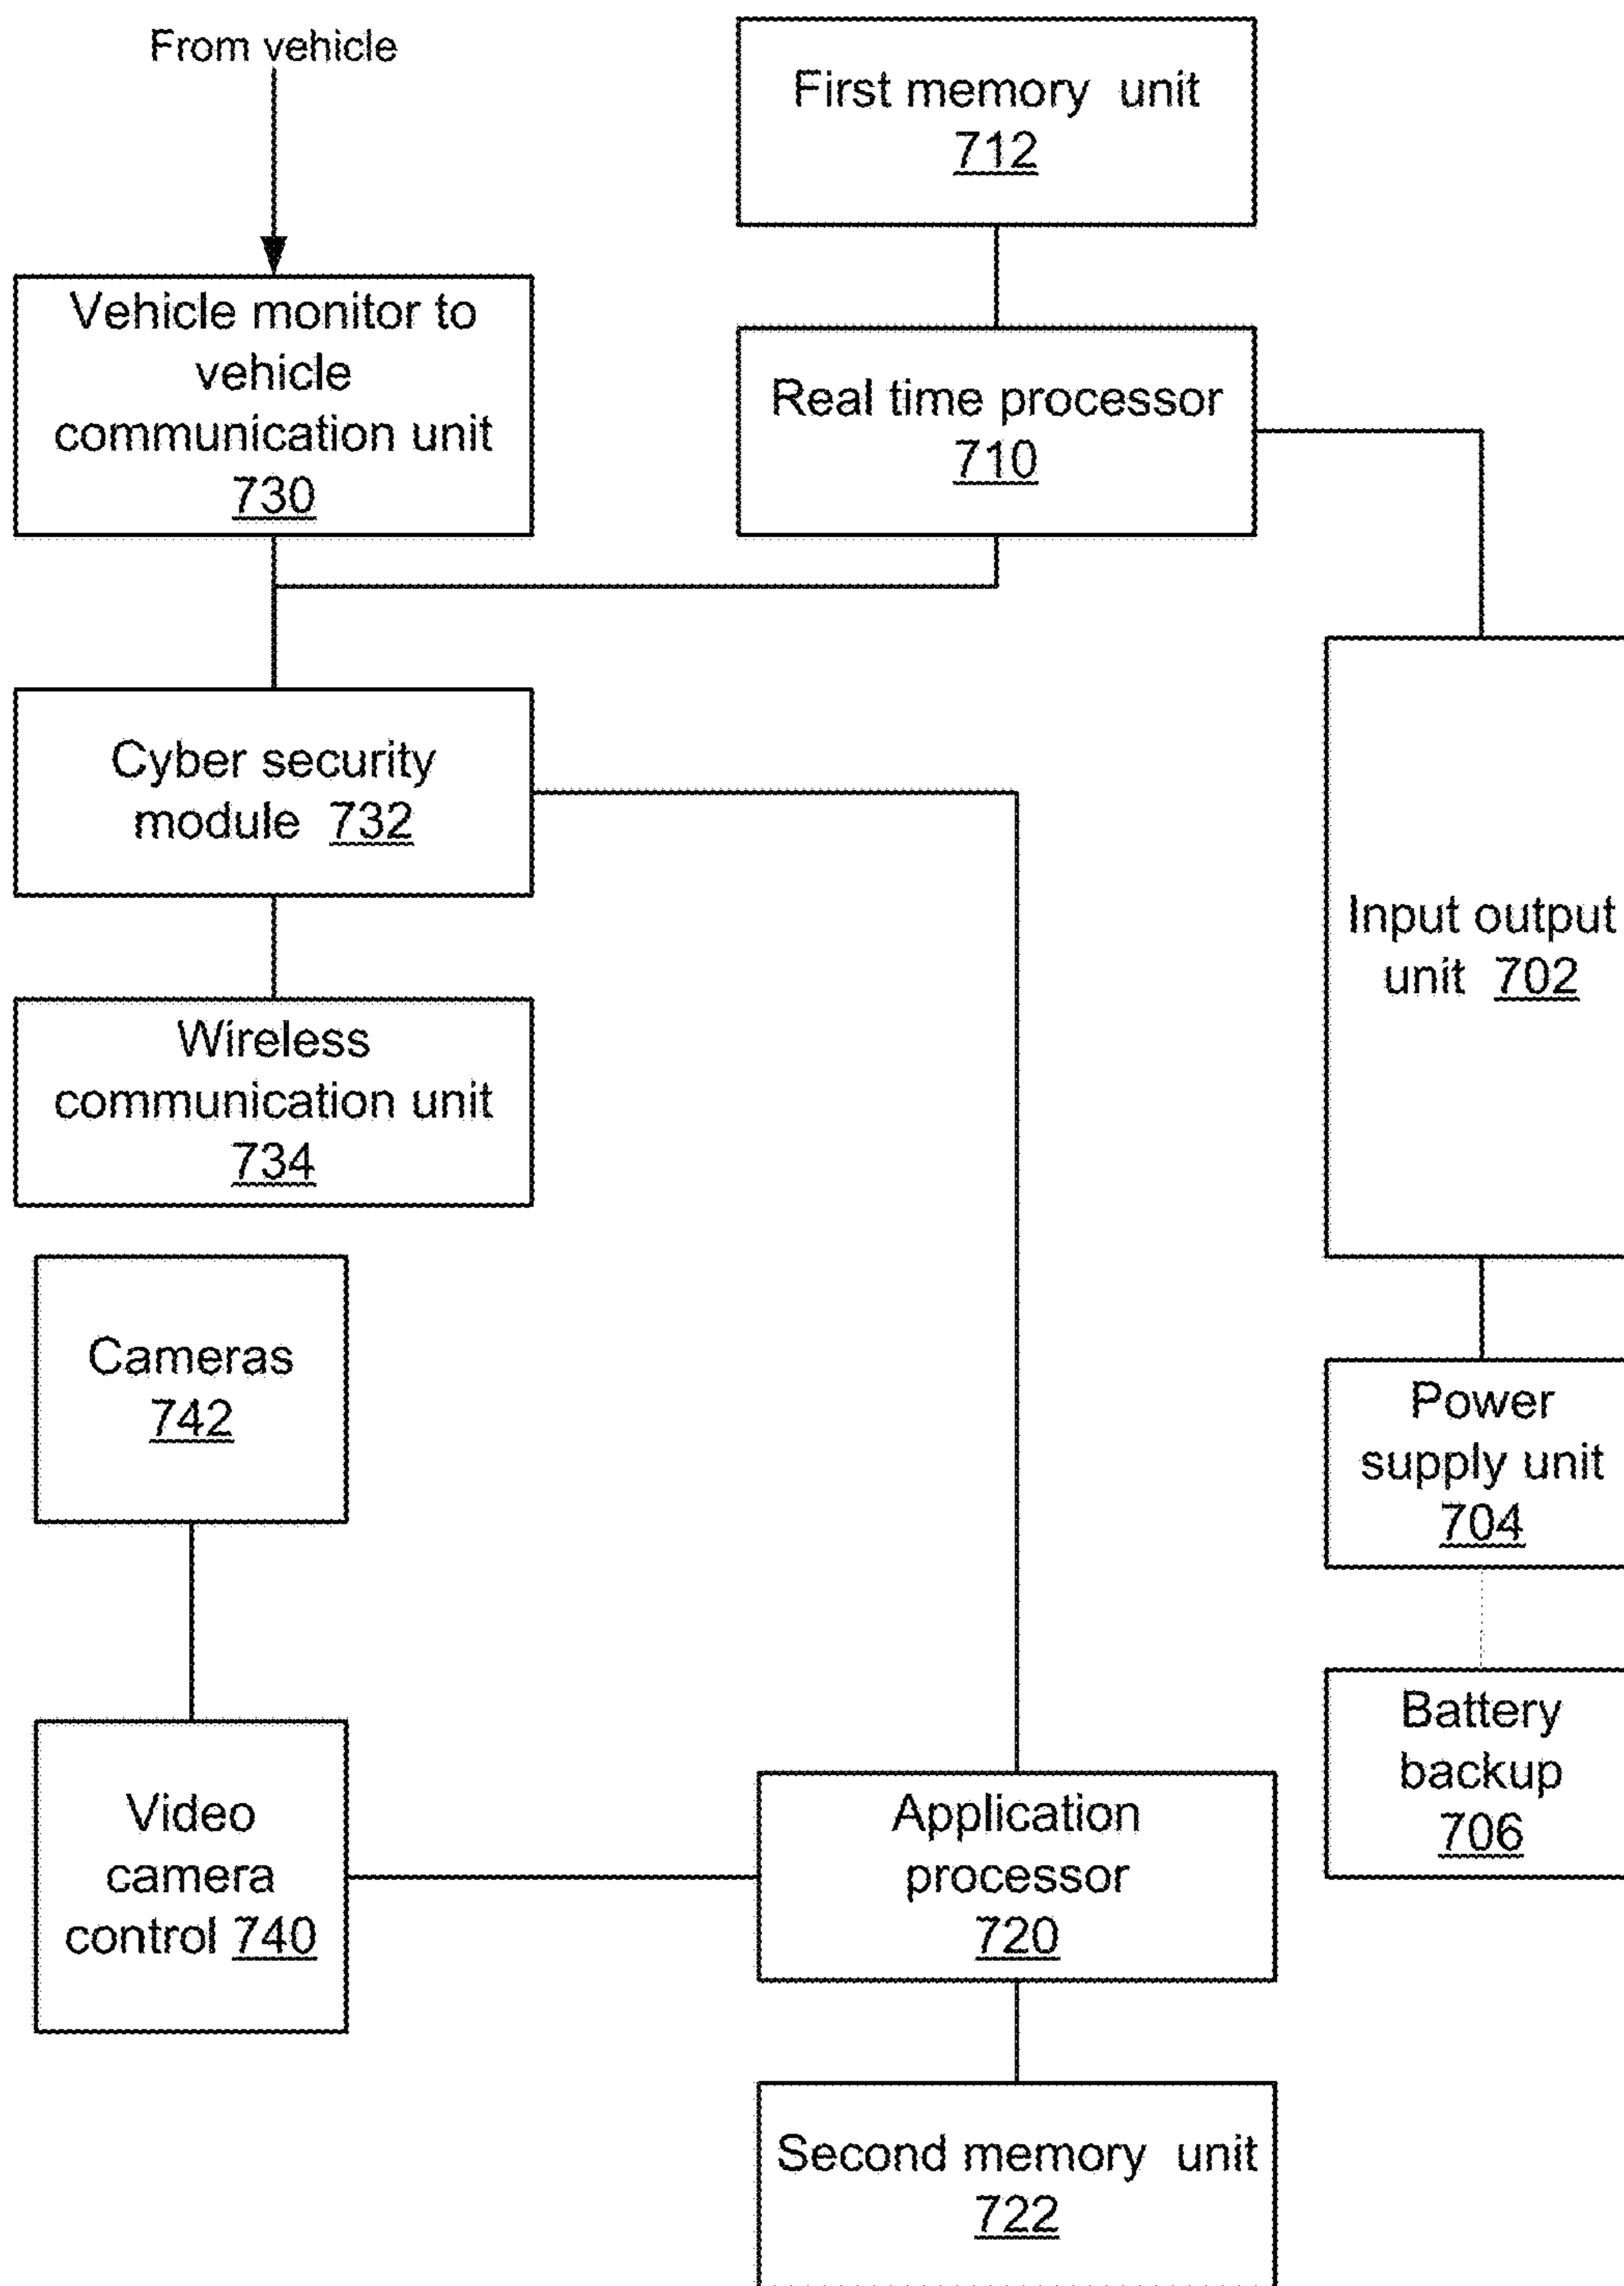 From vehicle
First memory unit
712
Vehicle monitor to
vehicle
communication unit
730
Real time processor
710
Cyber security
module 732
Input output
unit 702
Wireless
communication unit
734
Cameras
742
Power
supply unit
704
Video
camera
control 740
Application
processor
720
Battery
backup
706
Second memory unit
722